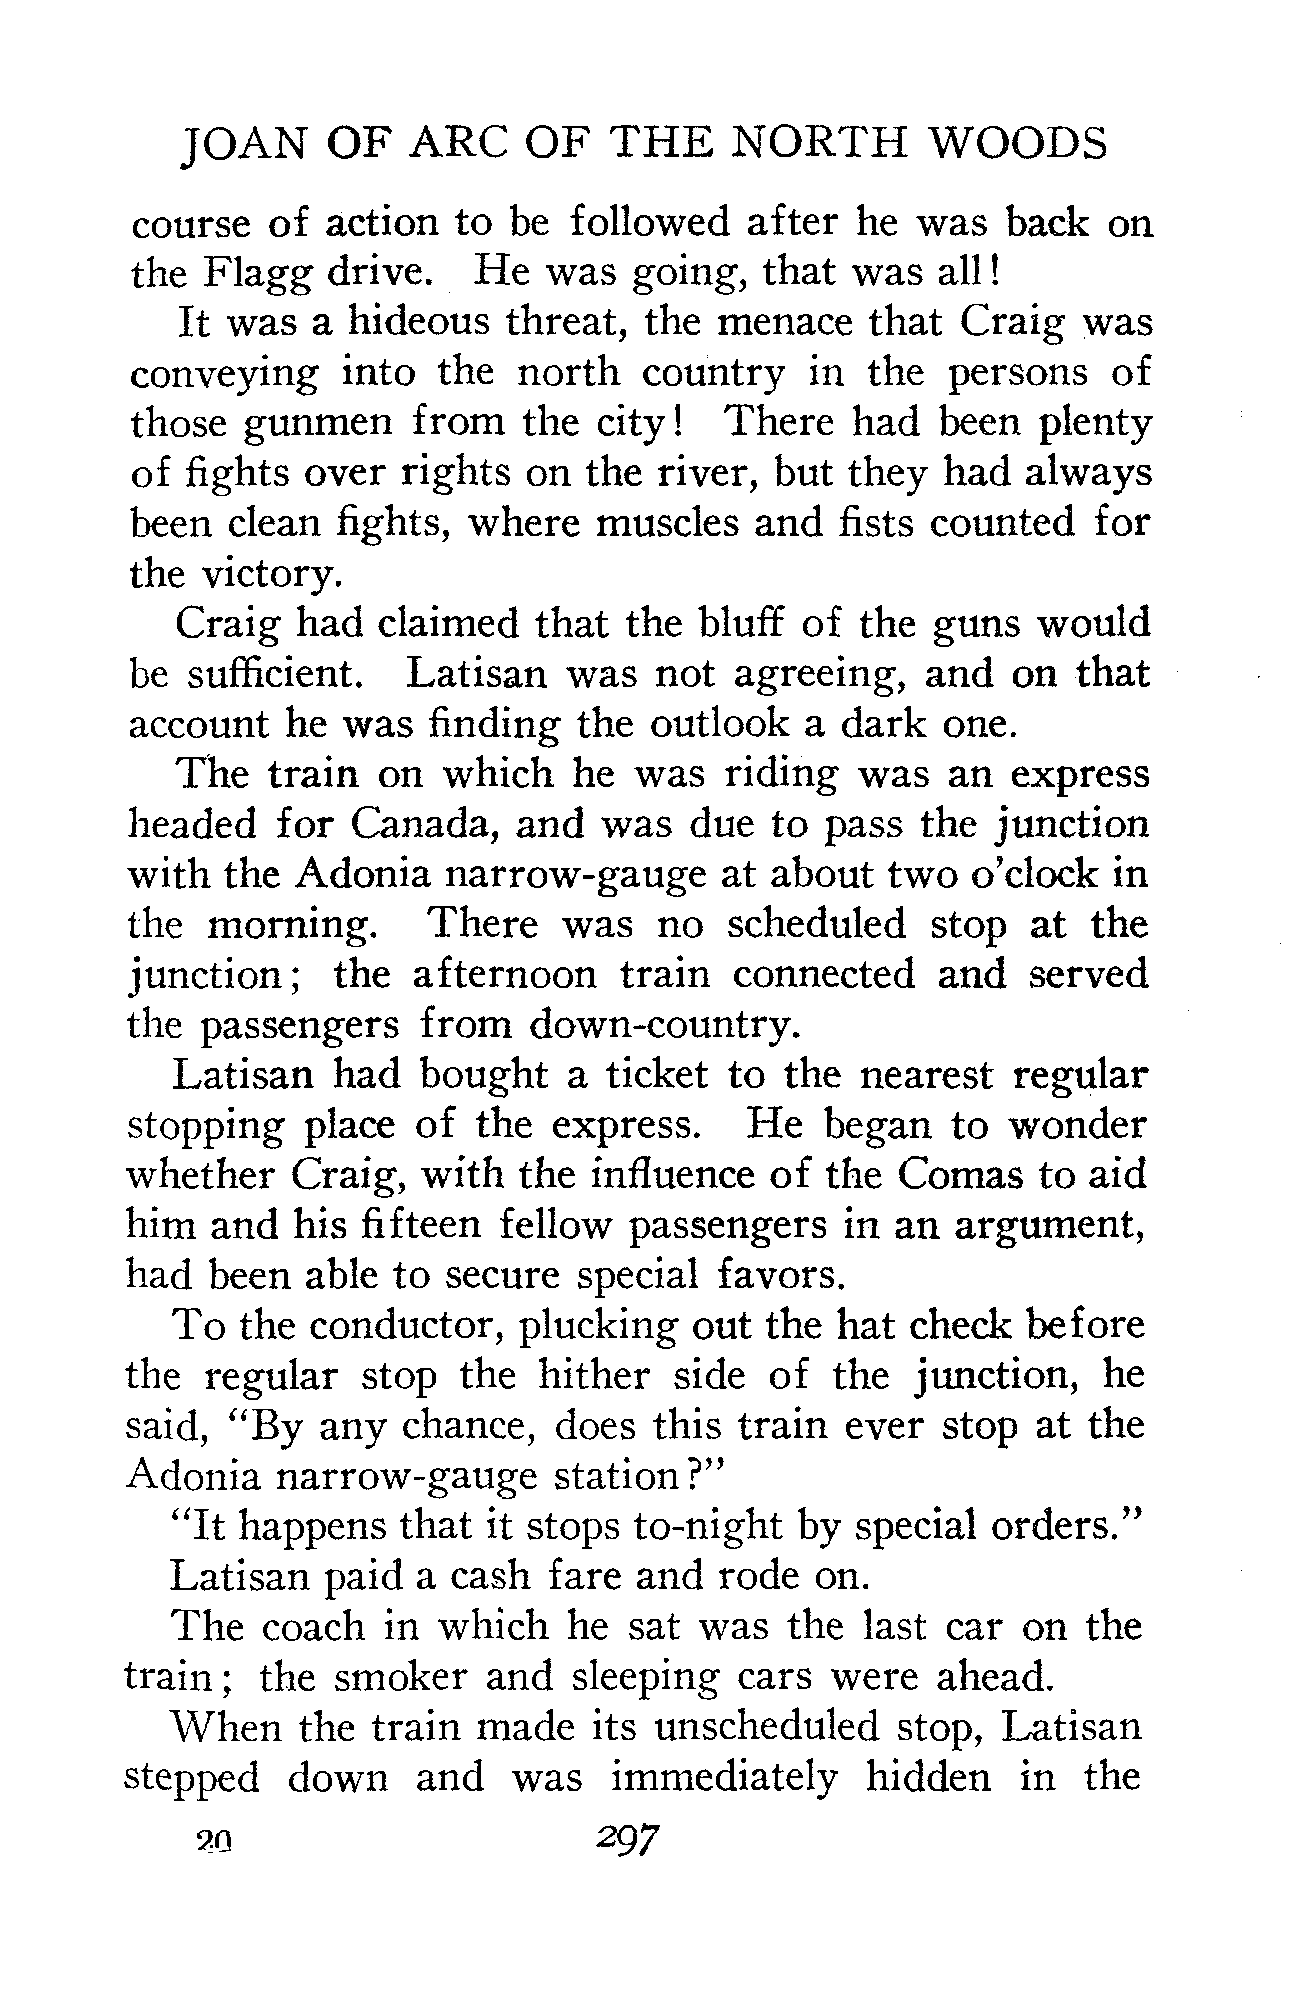 JOAN OF ARC OF THE NORTH WOODS
course of action to be followed after he was back on
the Flagg drive. He was going, that was all!
It was a hideous threat, the menace that Craig was
conveying into the north country in the persons of
those gunmen from the city! There had been plenty
of fights over rights on the river, but they had always
been clean fights, where muscles and fists counted for
the victory.
Craig had claimed that the bluff of the guns would
be sufficient. Latisan was not agreeing, and on that
account he was finding the outlook a dark one.
The train on which he was riding was an express
headed for Canada, and was due to pass the junction
with the Adonia narrow-gauge at about two o'clock in
the morning. There was no scheduled stop at the
junction; the afternoon train connected and served
the passengers from down-country.
Latisan had bought a ticket to the nearest regular
stopping place of the express. He began to wonder
whether Craig, with the influence of the Comas to aid
him and his fifteen fellow passengers in an argument,
had been able to secure special favors.
To the conductor, plucking out the hat check before
the regular stop the hither side of the junction, he
said, "By any chance, does this train ever stop at the
Adonia narrow-gauge station?"
"It happens that it stops to-night by special orders."
Latisan paid a cash fare and rode on.
The coach in which he sat was the last car on the
train; the smoker and sleeping cars were ahead.
When the train made its unscheduled stop, Latisan
stepped down and was immediately hidden in the
20 297